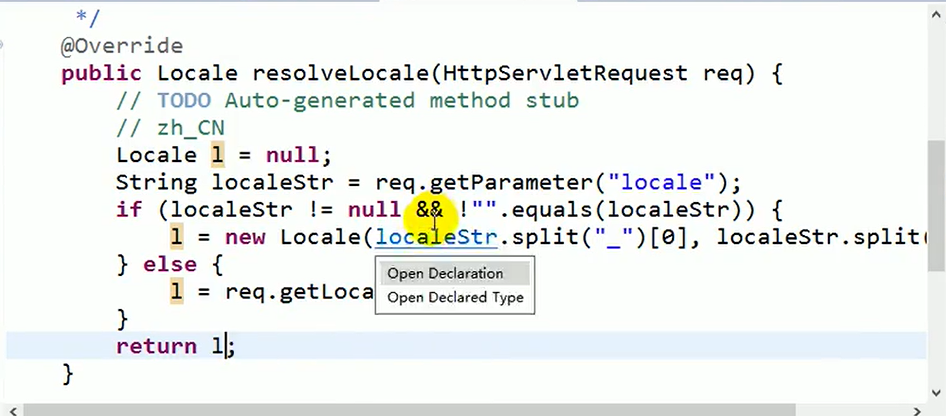 */
@Override
public Locale resolveLocale(HttpServletRequest req) {
// TODO Auto-generated method stub
// zh_CN
Locale l = null;
String localeStr = req.getParameter("locale");
if (localeStr != null && !"".equals(localeStr)) {
l = new Locale(localeStr.split("_")[0], localeStr.split(
Open Declaration
} else {
Open Declared Type
l = req.getLoca
}
return l;
}